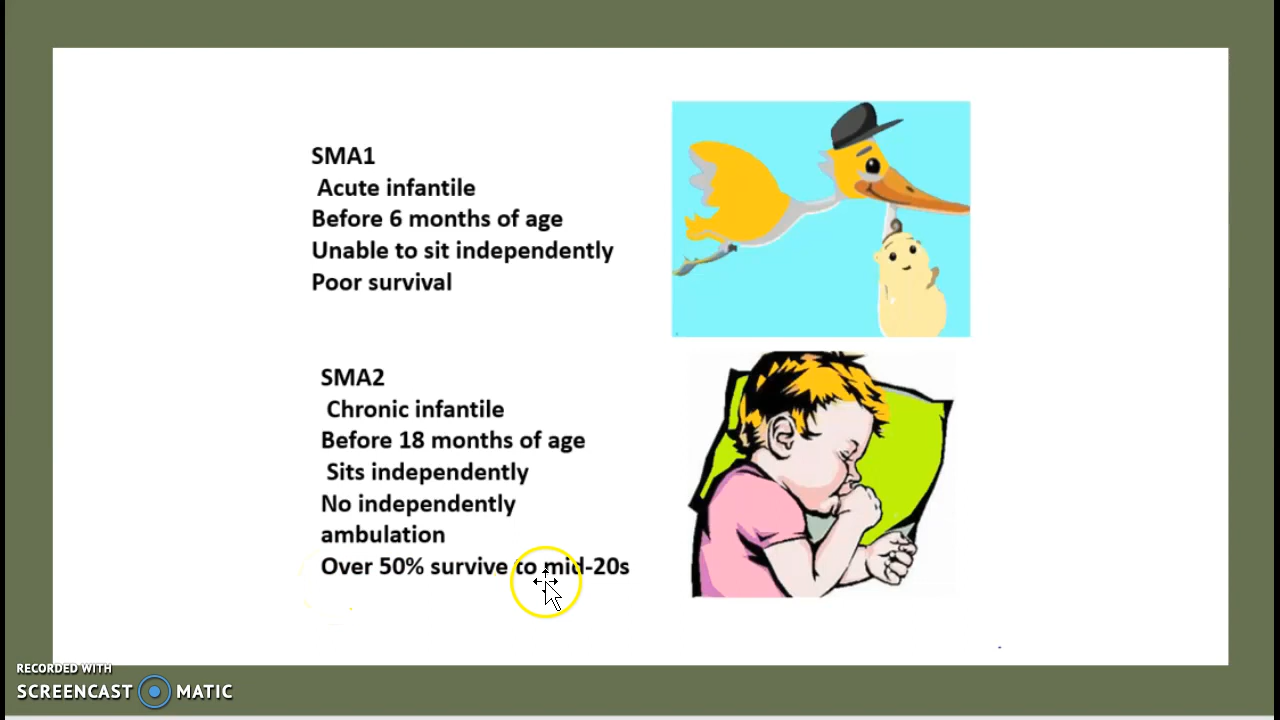 SMA1
Acute infantile
Before 6 months of age
Unable to sit independently
Poor survival
SMA2
Chronic infantile
Before 18 months of age
Sits independently
No independently
ambulation
Over 50% survive to mid-20s
RECORDED WITH
SCREENCAST MATIC